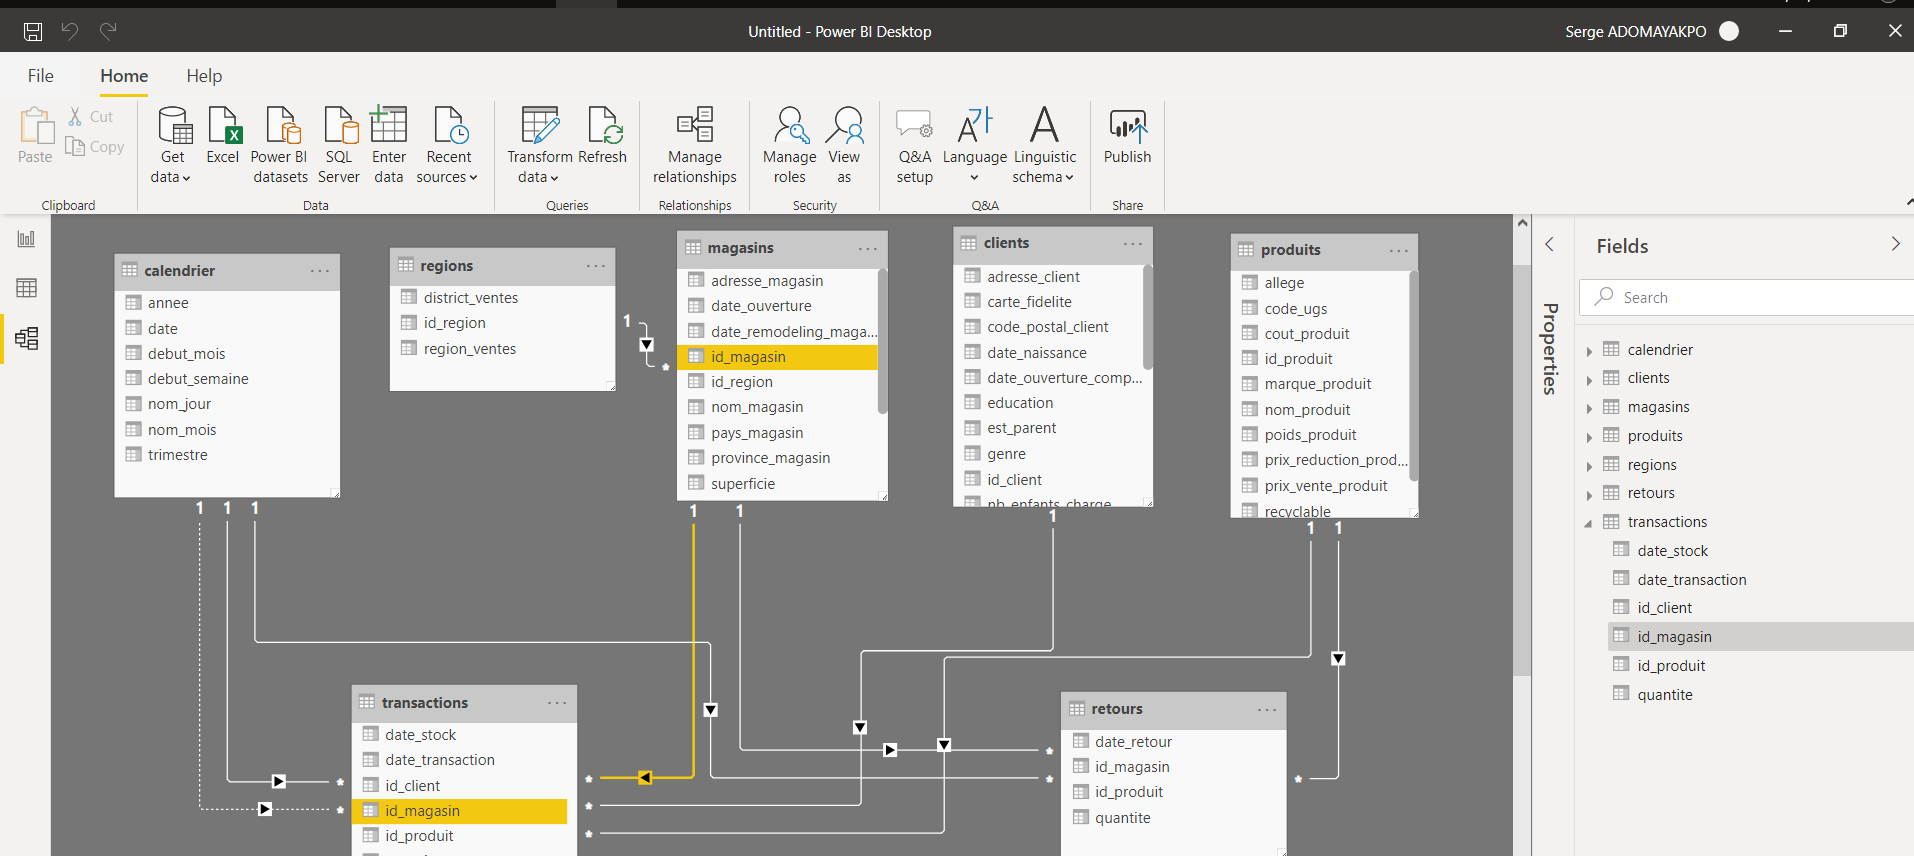 Untitled - Power BI Desktop
Serge ADOMAYAKPO
File
Home
Help
Paste
Cut
Copy
Clipboard
Get data
Excel
Power BI datasets
SQL Server
Enter data
Recent sources
Data
Transform data
Refresh
Queries
Manage relationships
Relationships
Manage roles
View as
Security
Q&A setup
Language
Linguistic schema
Q&A
Publish
Share
calendrier
annee
date
debut_mois
debut_semaine
nom_jour
nom_mois
trimestre
1 1 1
regions
district_ventes
id_region
region_ventes
1
*
magasins
adresse_magasin
date_ouverture
date_remodeling_maga...
id_magasin
id_region
nom_magasin
pays_magasin
province_magasin
superficie
1 1
clients
adresse_client
carte_fidelite
code_postal_client
date_naissance
date_ouverture_comp...
education
est_parent
genre
id_client
nb_enfants_charge
1
produits
allege
code_ugs
cout_produit
id_produit
marque_produit
nom_produit
poids_produit
prix_reduction_prod...
prix_vente_produit
recyclable
1 1
transactions
date_stock
date_transaction
id_client
id_magasin
id_produit
*
*
*
*
*
retours
date_retour
id_magasin
id_produit
quantite
*
*
*
Properties
Fields
Search
calendrier
clients
magasins
produits
regions
retours
transactions
date_stock
date_transaction
id_client
id_magasin
id_produit
quantite